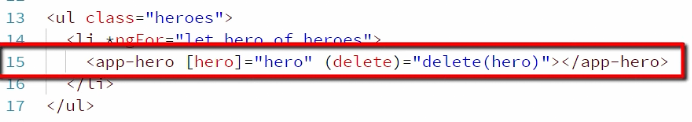 13 <ul class="heroes">
14 <li *ngFor="let hero of heroes">
15 <app-hero [hero]="hero" (delete)="delete(hero)"></app-hero>
16 </li>
17 </ul>